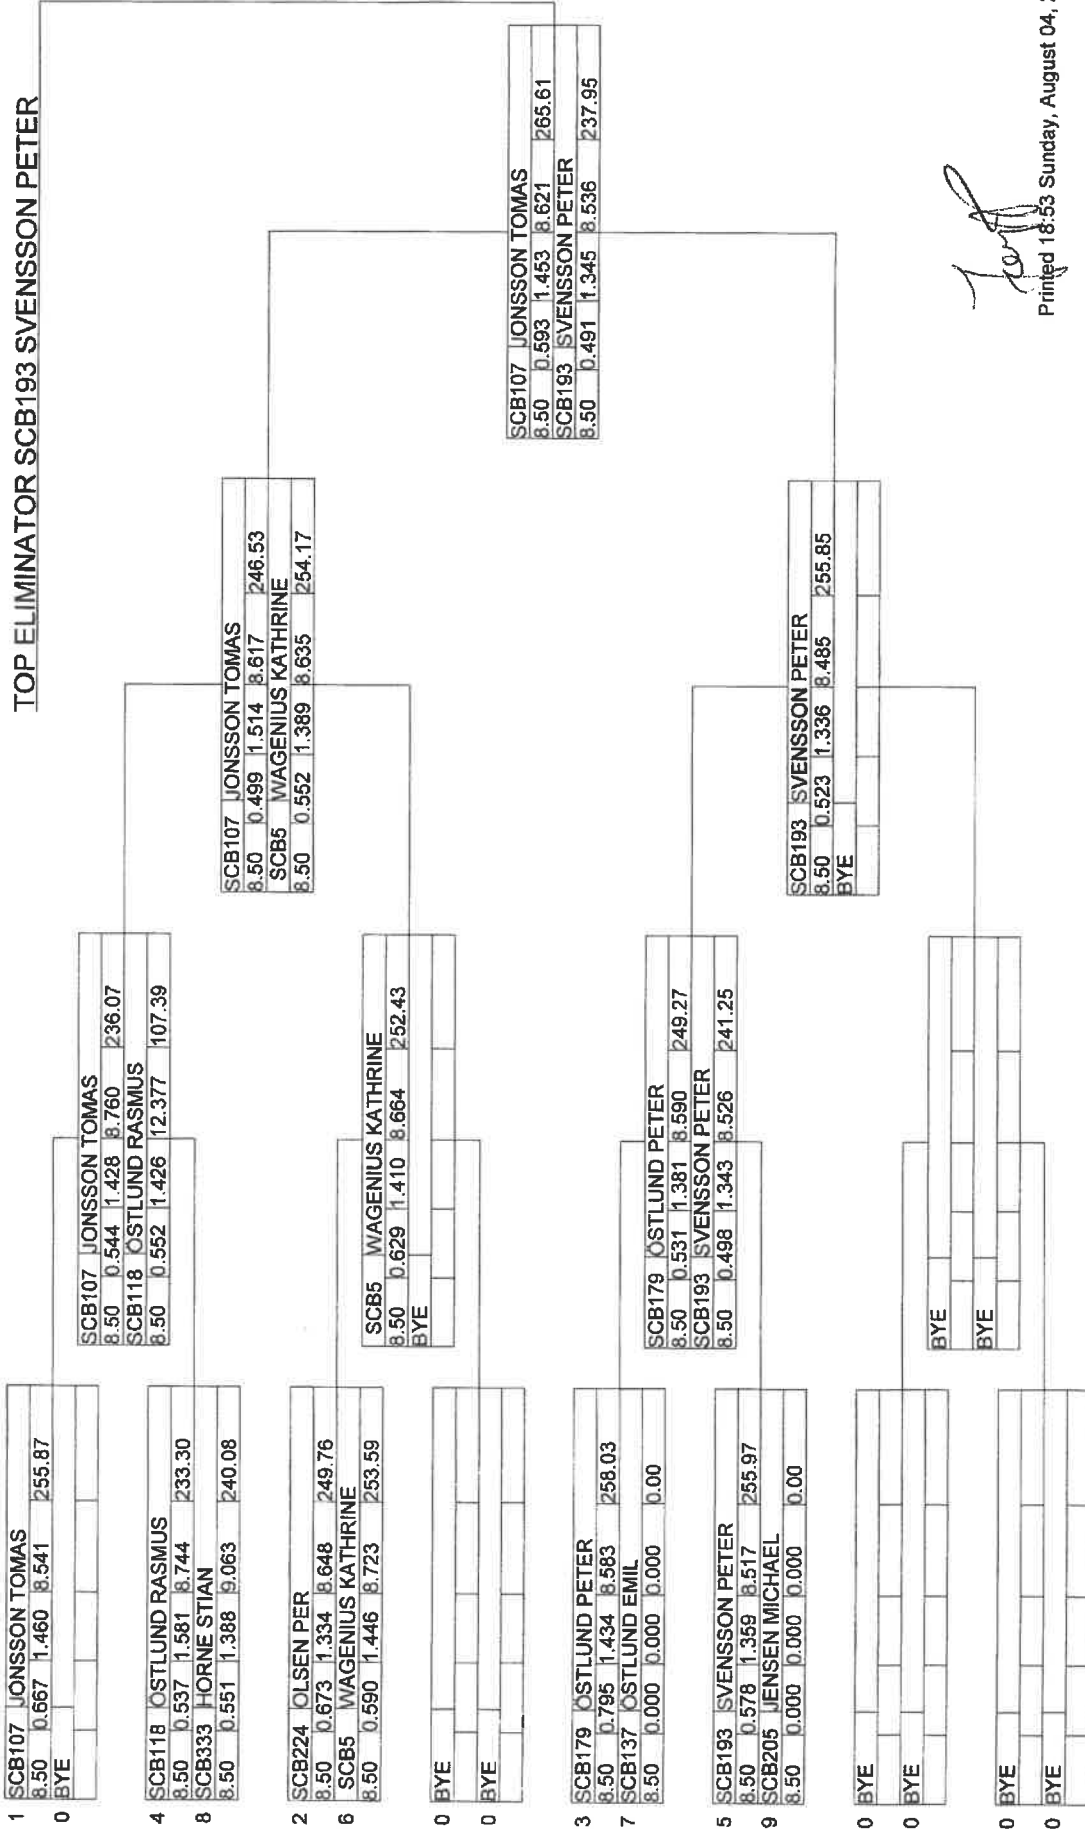 TOP ELIMINATOR SCB193 SVENSSON PETER
1 SCB107 JONSSON TOMAS
8.50 0.667 1.460 8.541 255.87
0 BYE
4 SCB118 ÖSTLUND RASMUS
8.50 0.537 1.581 8.744 233.30
8 SCB333 HORNE STIAN
8.50 0.551 1.388 9.063 240.08
2 SCB224 OLSEN PER
8.50 0.673 1.334 8.648 249.76
6 SCB5 WAGENIUS KATHRINE
8.50 0.590 1.446 8.723 253.59
0 BYE
0 BYE
3 SCB179 ÖSTLUND PETER
8.50 0.795 1.434 8.583 258.03
7 SCB137 ÖSTLUND EMIL
8.50 0.000 0.000 0.000 0.00
5 SCB193 SVENSSON PETER
8.50 0.578 1.359 8.517 255.97
9 SCB205 JENSEN MICHAEL
8.50 0.000 0.000 0.000 0.00
0 BYE
0 BYE
0 BYE
0 BYE
SCB107 JONSSON TOMAS
8.50 0.544 1.428 8.760 236.07
SCB118 ÖSTLUND RASMUS
8.50 0.552 1.426 12.377 107.39
SCB5 WAGENIUS KATHRINE
8.50 0.629 1.410 8.664 252.43
BYE
SCB179 ÖSTLUND PETER
8.50 0.531 1.381 8.590 249.27
SCB193 SVENSSON PETER
8.50 0.498 1.343 8.526 241.25
BYE
BYE
SCB107 JONSSON TOMAS
8.50 0.499 1.514 8.617 246.53
SCB5 WAGENIUS KATHRINE
8.50 0.552 1.389 8.635 254.17
SCB193 SVENSSON PETER
8.50 0.523 1.336 8.485 255.85
BYE
SCB107 JONSSON TOMAS
8.50 0.593 1.453 8.621 265.61
SCB193 SVENSSON PETER
8.50 0.491 1.345 8.536 237.95
Printed 18:53 Sunday, August 04,